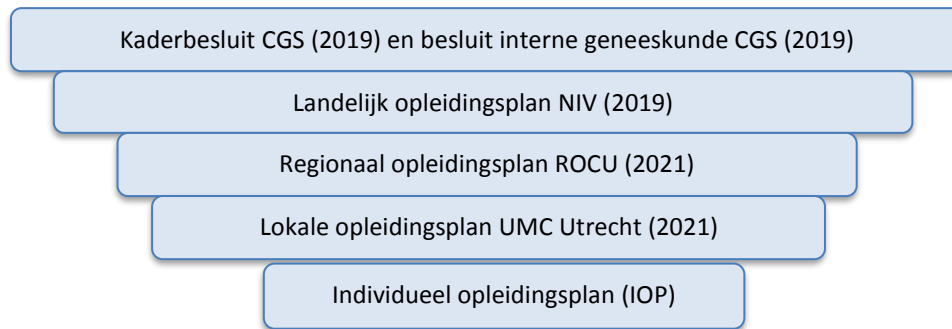 Kaderbesluit CGS (2019) en besluit interne geneeskunde CGS (2019)
Landelijk opleidingsplan NIV (2019)
Regionaal opleidingsplan ROCU (2021)
Lokale opleidingsplan UMC Utrecht (2021)
Individueel opleidingsplan (IOP)